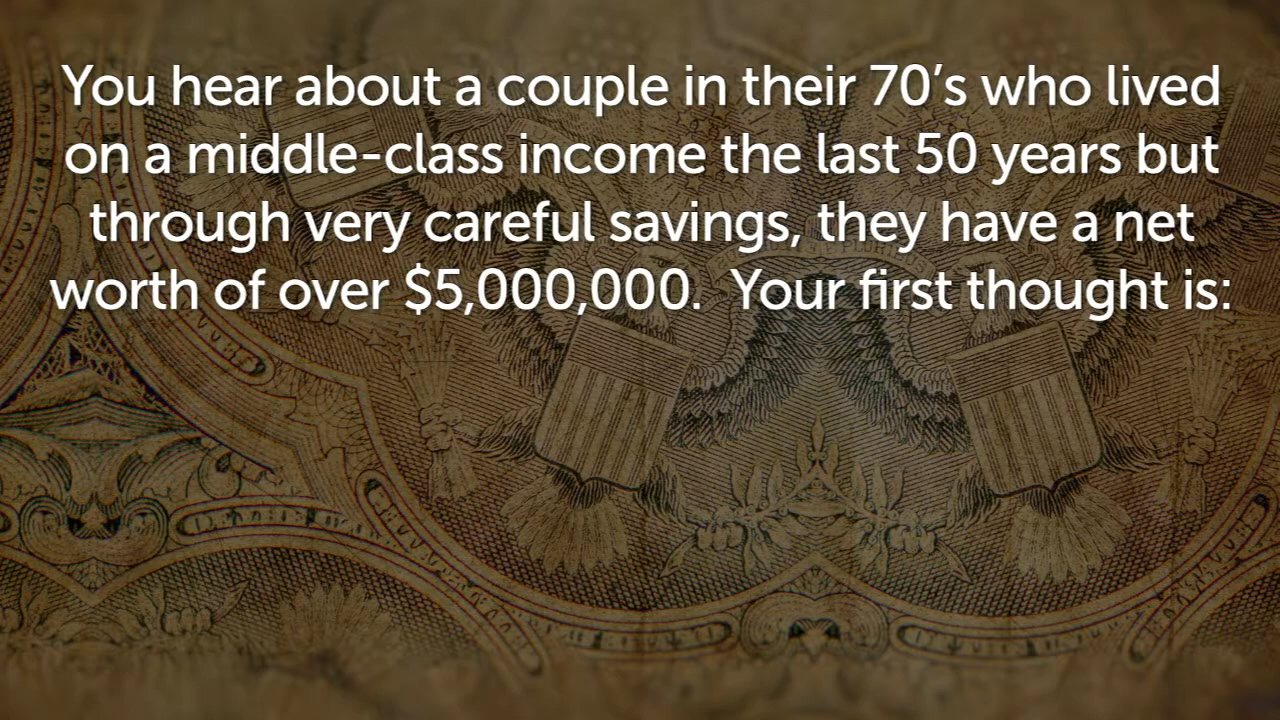 You hear about a couple in their 70’s who lived
on a middle-class income the last 50 years but
through very careful savings, they have a net
worth of over $5,000,000.  Your first thought is: